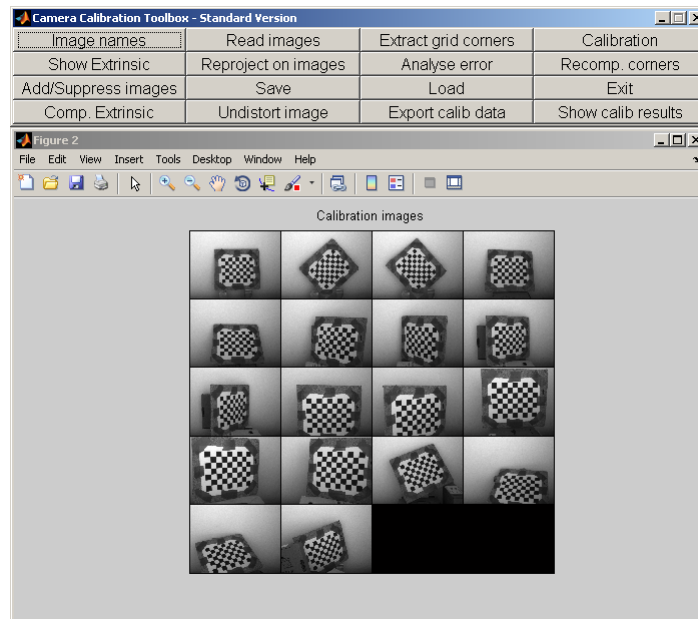 Camera Calibration Toolbox - Standard Version
Image names Read images Extract grid corners Calibration
Show Extrinsic Reproject on images Analyse error Recomp. corners
Add/Suppress images Save Load Exit
Comp. Extrinsic Undistort image Export calib data Show calib results
Figure 2
File Edit View Insert Tools Desktop Window Help
Calibration images